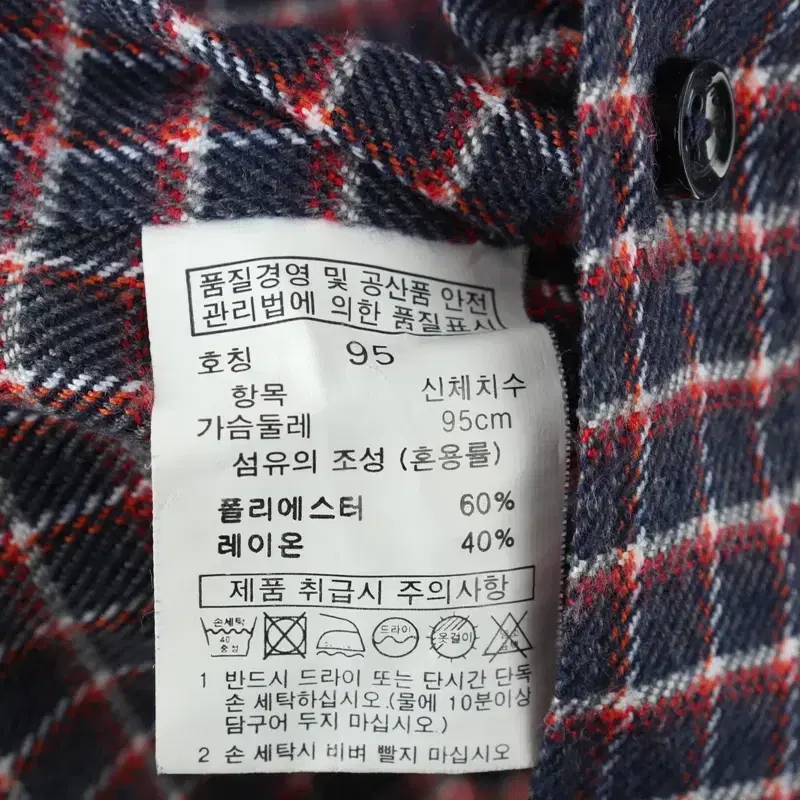 품질경영 및 공산품 안전
관리법에 의한 품질표시
호칭 95
항목 신체치수
가슴둘레 95cm
섬유의 조성 (혼용률)
폴리에스터 60%
레이온 40%
제품 취급시 주의사항
손세탁 40 중성 드라이 옷걸이
1 반드시 드라이 또는 단시간 단독
손 세탁하십시오.(물에 10분이상
담구어 두지 마십시오.)
2 손 세탁시 비벼 빨지 마십시오